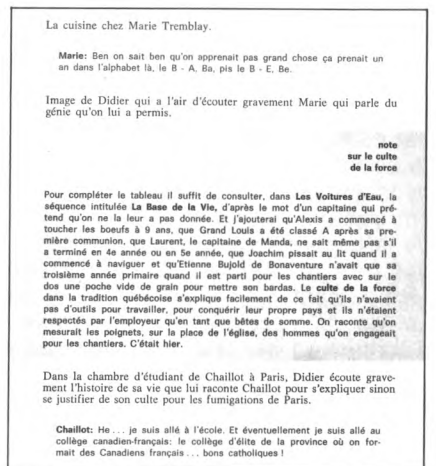 La cuisine chez Marie Tremblay.
Marie: Ben on sait ben qu'on apprenait pas grand chose ça prenait un
an dans l'alphabet là, le B - A, Ba, pis le B - E, Be.
Image de Didier qui a l'air d'écouter gravement Marie qui parle du
génie qu'on lui a permis.
note
sur le culte
de la force
Pour compléter le tableau il suffit de consulter, dans Les Voitures d'Eau, la
séquence intitulée La Base de la Vie, d'après le mot d'un capitaine qui pré-
tend qu'on ne la leur a pas donnée. Et j'ajouterai qu'Alexis a commencé à
toucher les boeufs à 9 ans, que Grand Louis a été classé A après sa pre-
mière communion, que Laurent, le capitaine de Manda, ne sait même pas s'il
a terminé en 4e année ou en 5e année, que Joachim pissait au lit quand il a
commencé à naviguer et qu'Etienne Bujold de Bonaventure n'avait que sa
troisième année primaire quand il est parti pour les chantiers avec sur le
dos une poche vide de grain pour mettre son bardas. Le culte de la force
dans la tradition québécoise s'explique facilement de ce fait qu'ils n'avaient
pas d'outils pour travailler, pour conquérir leur propre pays et ils n'étaient
respectés par l'employeur qu'en tant que bêtes de somme. On raconte qu'on
mesurait les poignets, sur la place de l'église, des hommes qu'on engageait
pour les chantiers. C'était hier.
Dans la chambre d'étudiant de Chaillot à Paris, Didier écoute grave-
ment l'histoire de sa vie que lui raconte Chaillot pour s'expliquer sinon
se justifier de son culte pour les fumigations de Paris.
Chaillot: He . . . je suis allé à l'école. Et éventuellement je suis allé au
collège canadien-français: le collège d'élite de la province où on for-
mait des Canadiens français . . . bons catholiques !